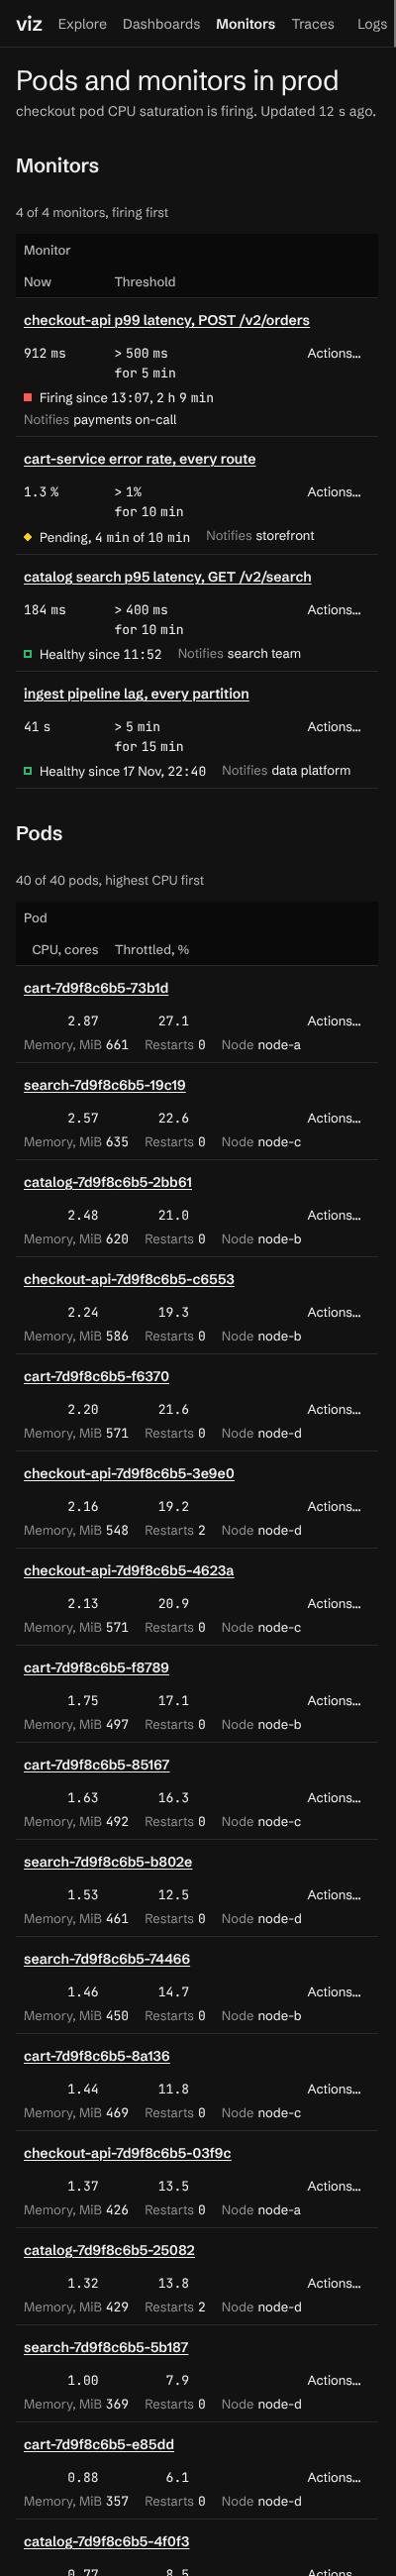 viz Explore Dashboards Monitors Traces Logs
Pods and monitors in prod
checkout pod CPU saturation is firing. Updated 12 s ago.
Monitors
4 of 4 monitors, firing first
Monitor
Now Threshold
checkout-api p99 latency, POST /v2/orders
912 ms > 500 ms Actions…
for 5 min
Firing since 13:07, 2 h 9 min
Notifies payments on-call
cart-service error rate, every route
1.3 % > 1% Actions…
for 10 min
Pending, 4 min of 10 min Notifies storefront
catalog search p95 latency, GET /v2/search
184 ms > 400 ms Actions…
for 10 min
Healthy since 11:52 Notifies search team
ingest pipeline lag, every partition
41 s > 5 min Actions…
for 15 min
Healthy since 17 Nov, 22:40 Notifies data platform
Pods
40 of 40 pods, highest CPU first
Pod
CPU, cores Throttled, %
cart-7d9f8c6b5-73b1d
2.87 27.1 Actions…
Memory, MiB 661 Restarts 0 Node node-a
search-7d9f8c6b5-19c19
2.57 22.6 Actions…
Memory, MiB 635 Restarts 0 Node node-c
catalog-7d9f8c6b5-2bb61
2.48 21.0 Actions…
Memory, MiB 620 Restarts 0 Node node-b
checkout-api-7d9f8c6b5-c6553
2.24 19.3 Actions…
Memory, MiB 586 Restarts 0 Node node-b
cart-7d9f8c6b5-f6370
2.20 21.6 Actions…
Memory, MiB 571 Restarts 0 Node node-d
checkout-api-7d9f8c6b5-3e9e0
2.16 19.2 Actions…
Memory, MiB 548 Restarts 2 Node node-d
checkout-api-7d9f8c6b5-4623a
2.13 20.9 Actions…
Memory, MiB 571 Restarts 0 Node node-c
cart-7d9f8c6b5-f8789
1.75 17.1 Actions…
Memory, MiB 497 Restarts 0 Node node-b
cart-7d9f8c6b5-85167
1.63 16.3 Actions…
Memory, MiB 492 Restarts 0 Node node-c
search-7d9f8c6b5-b802e
1.53 12.5 Actions…
Memory, MiB 461 Restarts 0 Node node-d
search-7d9f8c6b5-74466
1.46 14.7 Actions…
Memory, MiB 450 Restarts 0 Node node-b
cart-7d9f8c6b5-8a136
1.44 11.8 Actions…
Memory, MiB 469 Restarts 0 Node node-c
checkout-api-7d9f8c6b5-03f9c
1.37 13.5 Actions…
Memory, MiB 426 Restarts 0 Node node-a
catalog-7d9f8c6b5-25082
1.32 13.8 Actions…
Memory, MiB 429 Restarts 2 Node node-d
search-7d9f8c6b5-5b187
1.00 7.9 Actions…
Memory, MiB 369 Restarts 0 Node node-d
cart-7d9f8c6b5-e85dd
0.88 6.1 Actions…
Memory, MiB 357 Restarts 0 Node node-d
catalog-7d9f8c6b5-4f0f3
0.77 8.5 Actions…